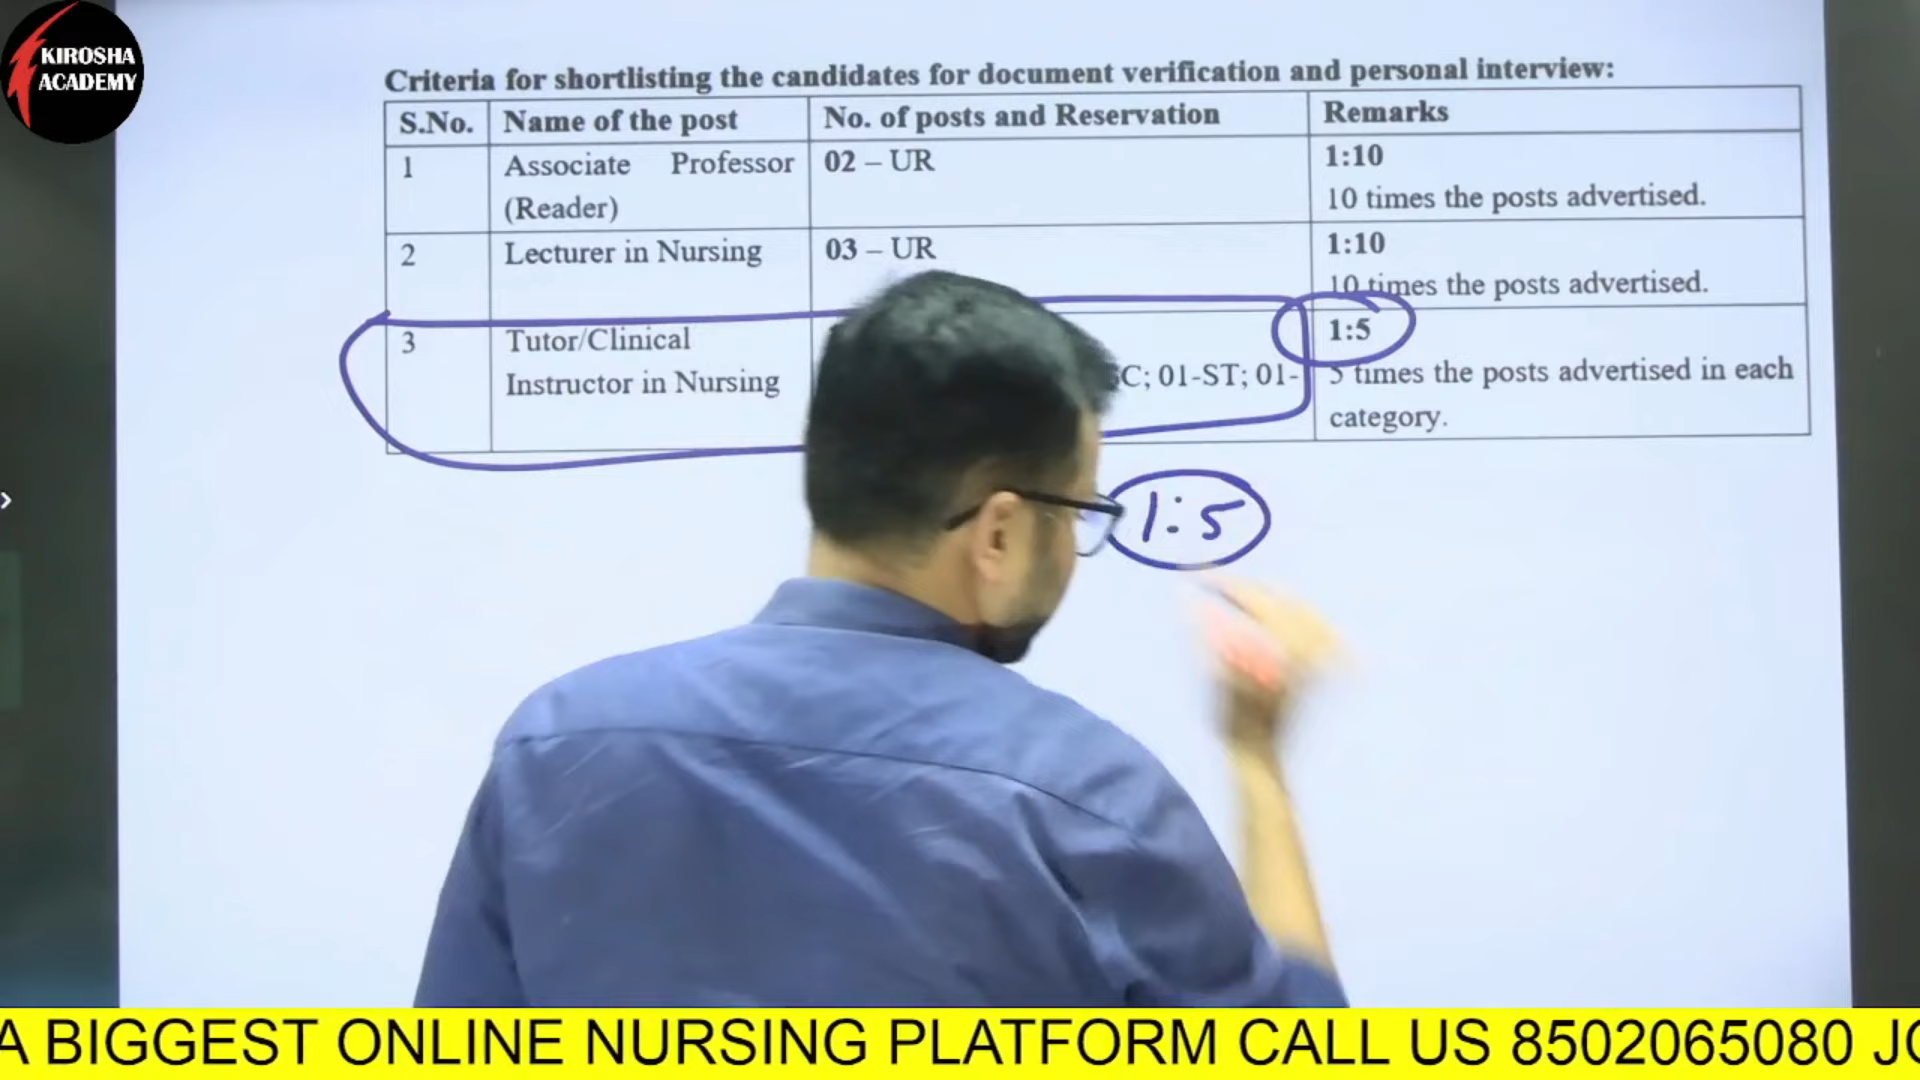 KIROSHA
ACADEMY
Criteria for shortlisting the candidates for document verification and personal interview:
S.No. Name of the post No. of posts and Reservation Remarks
1 Associate Professor (Reader) 02 – UR 1:10
10 times the posts advertised.
2 Lecturer in Nursing 03 – UR 1:10
10 times the posts advertised.
3 Tutor/Clinical Instructor in Nursing ; 01-ST; 01- 1:5
5 times the posts advertised in each category.
1:5
A BIGGEST ONLINE NURSING PLATFORM CALL US 8502065080